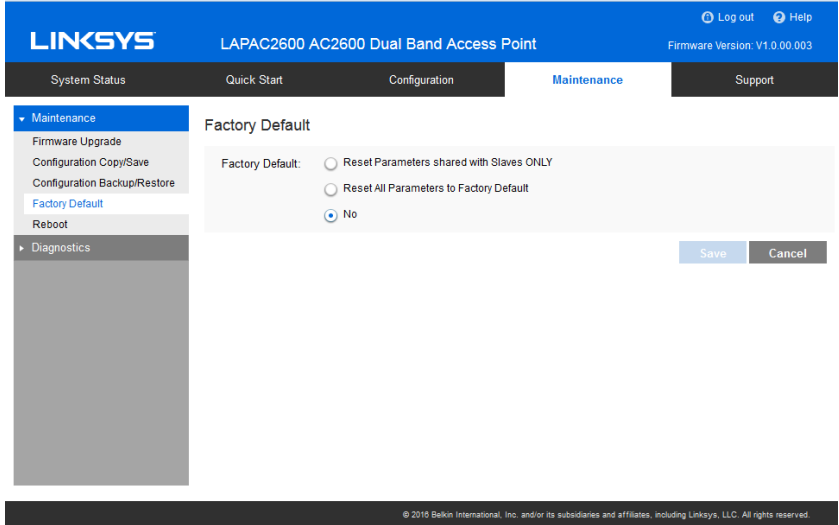 Log out Help
LINKSYS LAPAC2600 AC2600 Dual Band Access Point Firmware Version: V1.0.00.003
System Status Quick Start Configuration Maintenance Support
Maintenance
Firmware Upgrade
Configuration Copy/Save
Configuration Backup/Restore
Factory Default
Reboot
Diagnostics
Factory Default
Factory Default: Reset Parameters shared with Slaves ONLY
Reset All Parameters to Factory Default
No
Save Cancel
© 2016 Belkin International, Inc. and/or its subsidiaries and affiliates, including Linksys, LLC. All rights reserved.